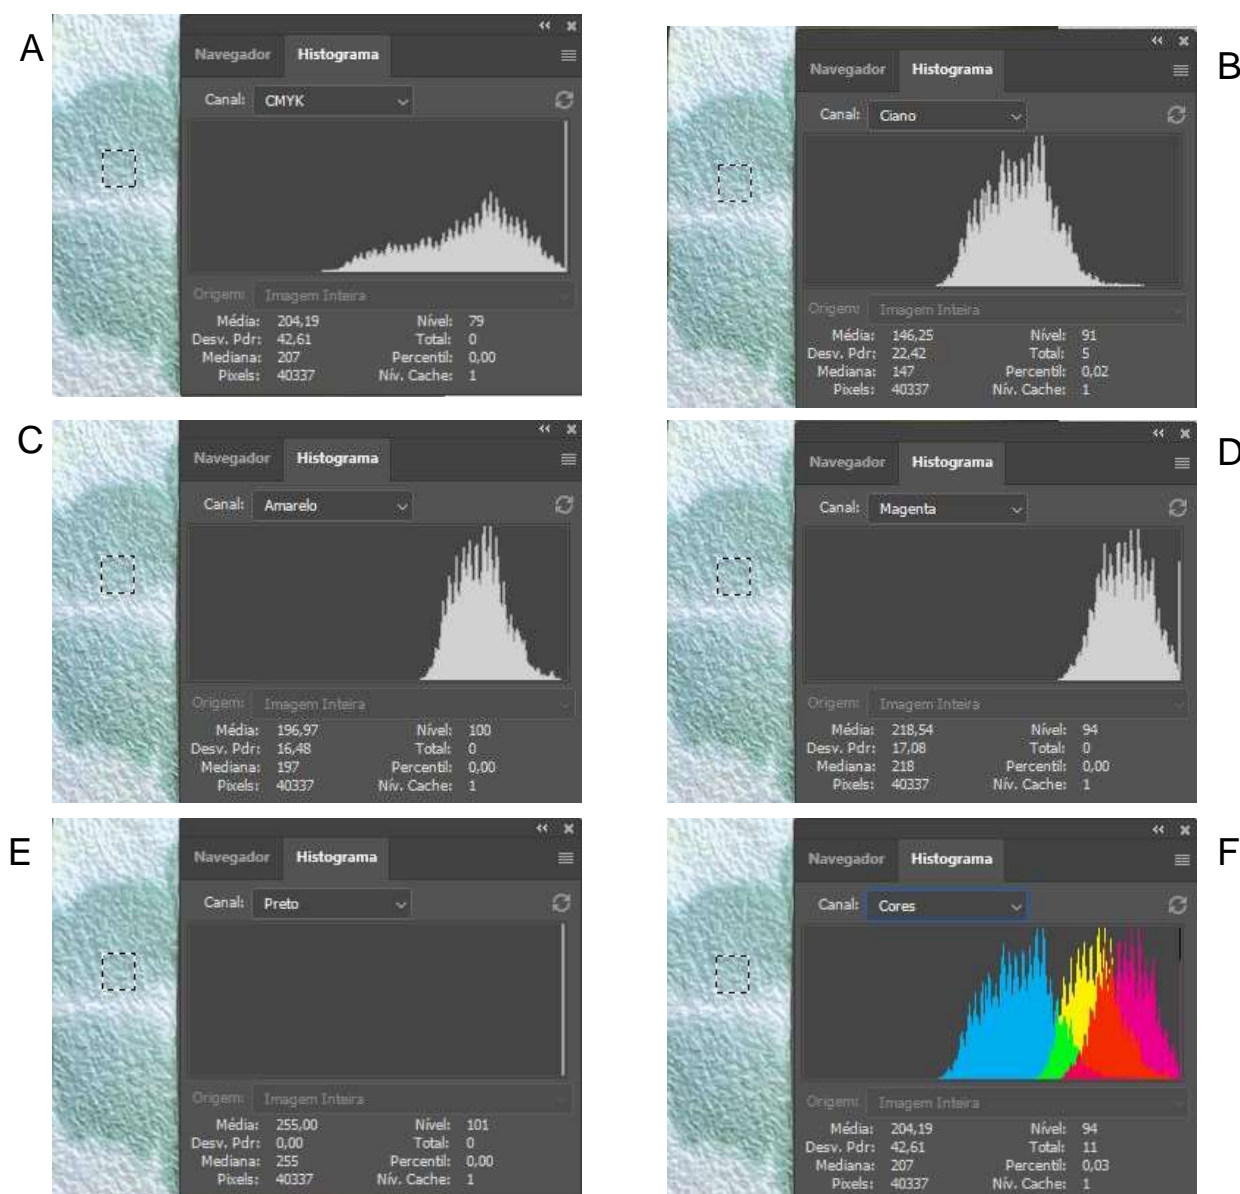 A
Navegador Histograma
Canal: CMYK
Origem: Imagem Inteira
Média: 204,19 Nível: 79
Desv. Pdr: 42,61 Total: 0
Mediana: 207 Percentil: 0,00
Pixels: 40337 Nív. Cache: 1
B
Navegador Histograma
Canal: Ciano
Origem: Imagem Inteira
Média: 146,25 Nível: 91
Desv. Pdr: 22,42 Total: 5
Mediana: 147 Percentil: 0,02
Pixels: 40337 Nív. Cache: 1
C
Navegador Histograma
Canal: Amarelo
Origem: Imagem Inteira
Média: 196,97 Nível: 100
Desv. Pdr: 16,48 Total: 0
Mediana: 197 Percentil: 0,00
Pixels: 40337 Nív. Cache: 1
D
Navegador Histograma
Canal: Magenta
Origem: Imagem Inteira
Média: 218,54 Nível: 94
Desv. Pdr: 17,08 Total: 0
Mediana: 218 Percentil: 0,00
Pixels: 40337 Nív. Cache: 1
E
Navegador Histograma
Canal: Preto
Origem: Imagem Inteira
Média: 255,00 Nível: 101
Desv. Pdr: 0,00 Total: 0
Mediana: 255 Percentil: 0,00
Pixels: 40337 Nív. Cache: 1
F
Navegador Histograma
Canal: Cores
Origem: Imagem Inteira
Média: 204,19 Nível: 94
Desv. Pdr: 42,61 Total: 11
Mediana: 207 Percentil: 0,03
Pixels: 40337 Nív. Cache: 1